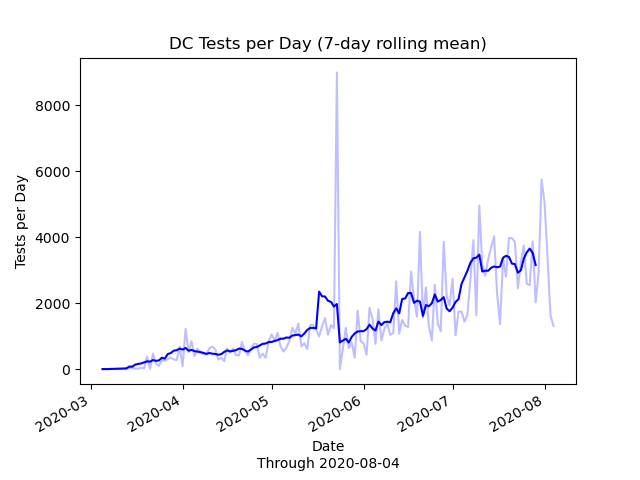 DC Tests per Day (7-day rolling mean)
8000
6000
4000
2000
0
Tests per Day
2020-03
2020-04
2020-05
2020-06
2020-07
2020-08
Date
Through 2020-08-04